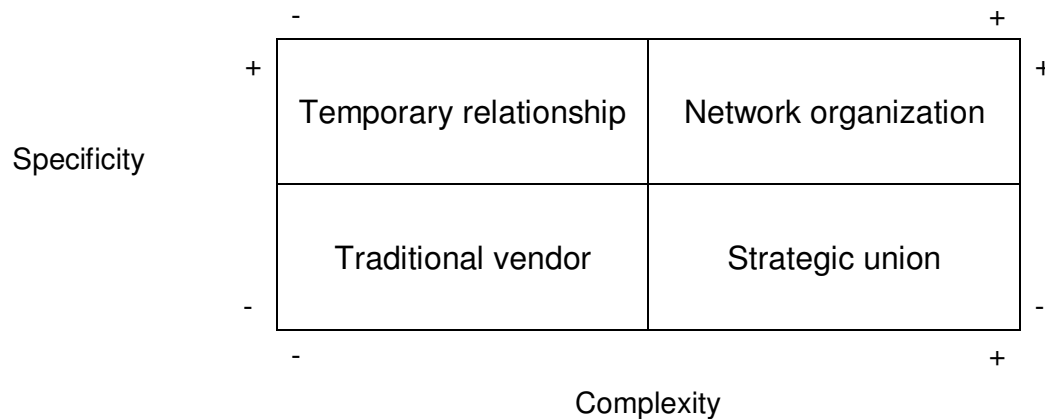 - +
+ +
Temporary relationship Network organization
Specificity
Traditional vendor Strategic union
- -
- +
Complexity